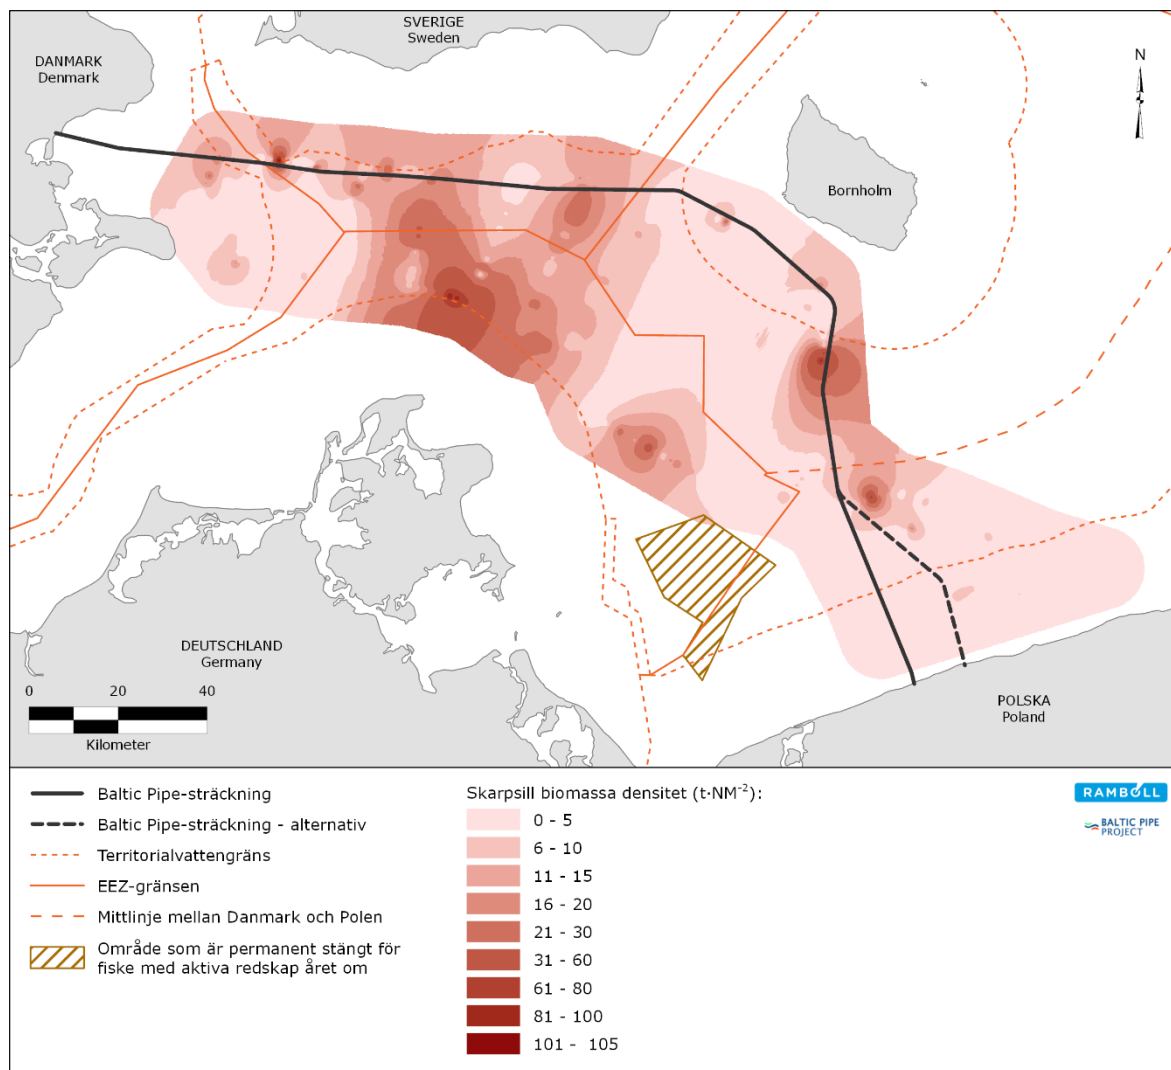 SVERIGE
Sweden
DANMARK
Denmark
N
Bornholm
DEUTSCHLAND
Germany
POLSKA
Poland
0 20 40
Kilometer
Baltic Pipe-sträckning
Baltic Pipe-sträckning - alternativ
Territorialvattengräns
EEZ-gränsen
Mittlinje mellan Danmark och Polen
Område som är permanent stängt för
fiske med aktiva redskap året om
Skarpsill biomassa densitet (t·NM⁻²):
0 - 5
6 - 10
11 - 15
16 - 20
21 - 30
31 - 60
61 - 80
81 - 100
101 - 105
RAMBOLL
BALTIC PIPE
PROJECT